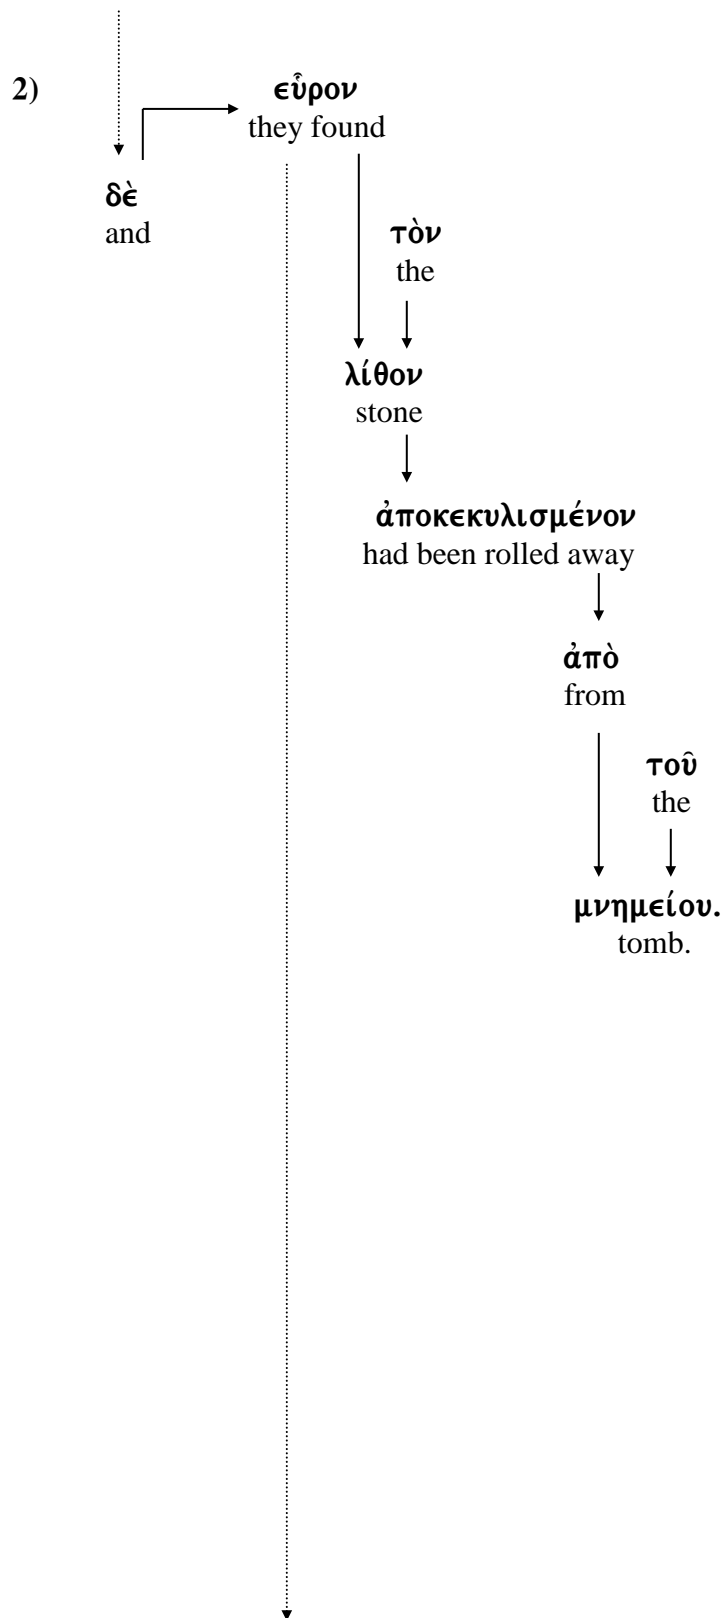 2)
εὗρον
they found
δὲ
and
τὸν
the
λίθον
stone
ἀποκεκυλισμένον
had been rolled away
ἀπὸ
from
τοῦ
the
μνημείου.
tomb.